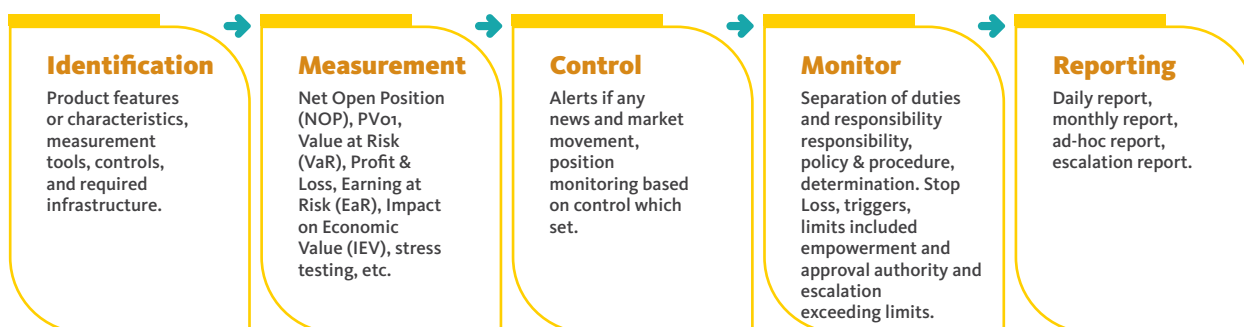 Identification
Product features
or characteristics,
measurement
tools, controls,
and required
infrastructure.
Measurement
Net Open Position
(NOP), PV01,
Value at Risk
(VaR), Profit &
Loss, Earning at
Risk (EaR), Impact
on Economic
Value (IEV), stress
testing, etc.
Control
Alerts if any
news and market
movement,
position
monitoring based
on control which
set.
Monitor
Separation of duties
and responsibility
responsibility,
policy & procedure,
determination. Stop
Loss, triggers,
limits included
empowerment and
approval authority and
escalation
exceeding limits.
Reporting
Daily report,
monthly report,
ad-hoc report,
escalation report.